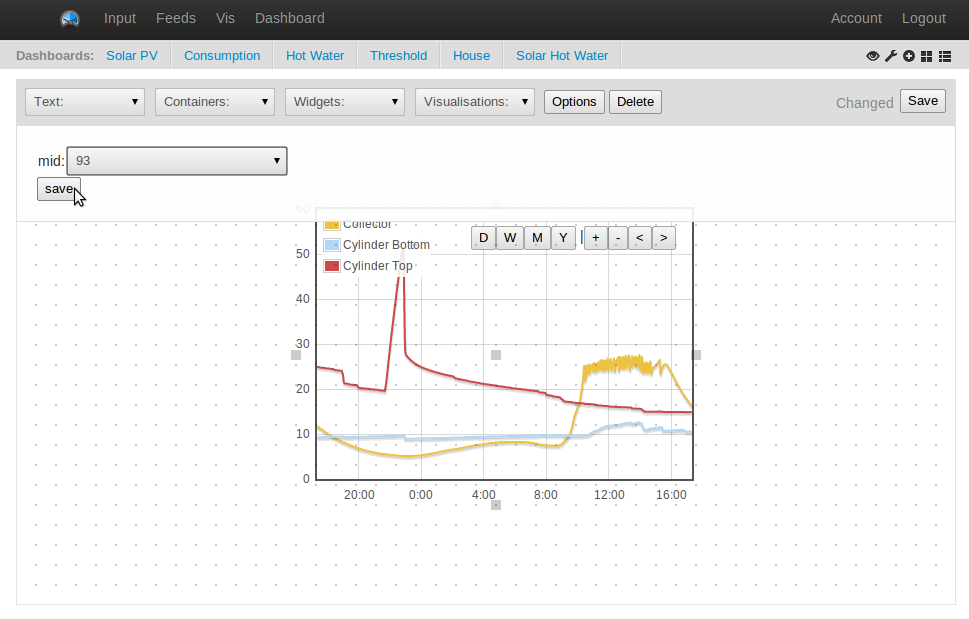 Input Feeds Vis Dashboard Account Logout
Dashboards: Solar PV Consumption Hot Water Threshold House Solar Hot Water
Text: Containers: Widgets: Visualisations: Options Delete Changed Save
mid: 93
save
60
Collector
D W M Y + - < >
Cylinder Bottom
50
Cylinder Top
40
30
20
10
0
20:00 0:00 4:00 8:00 12:00 16:00